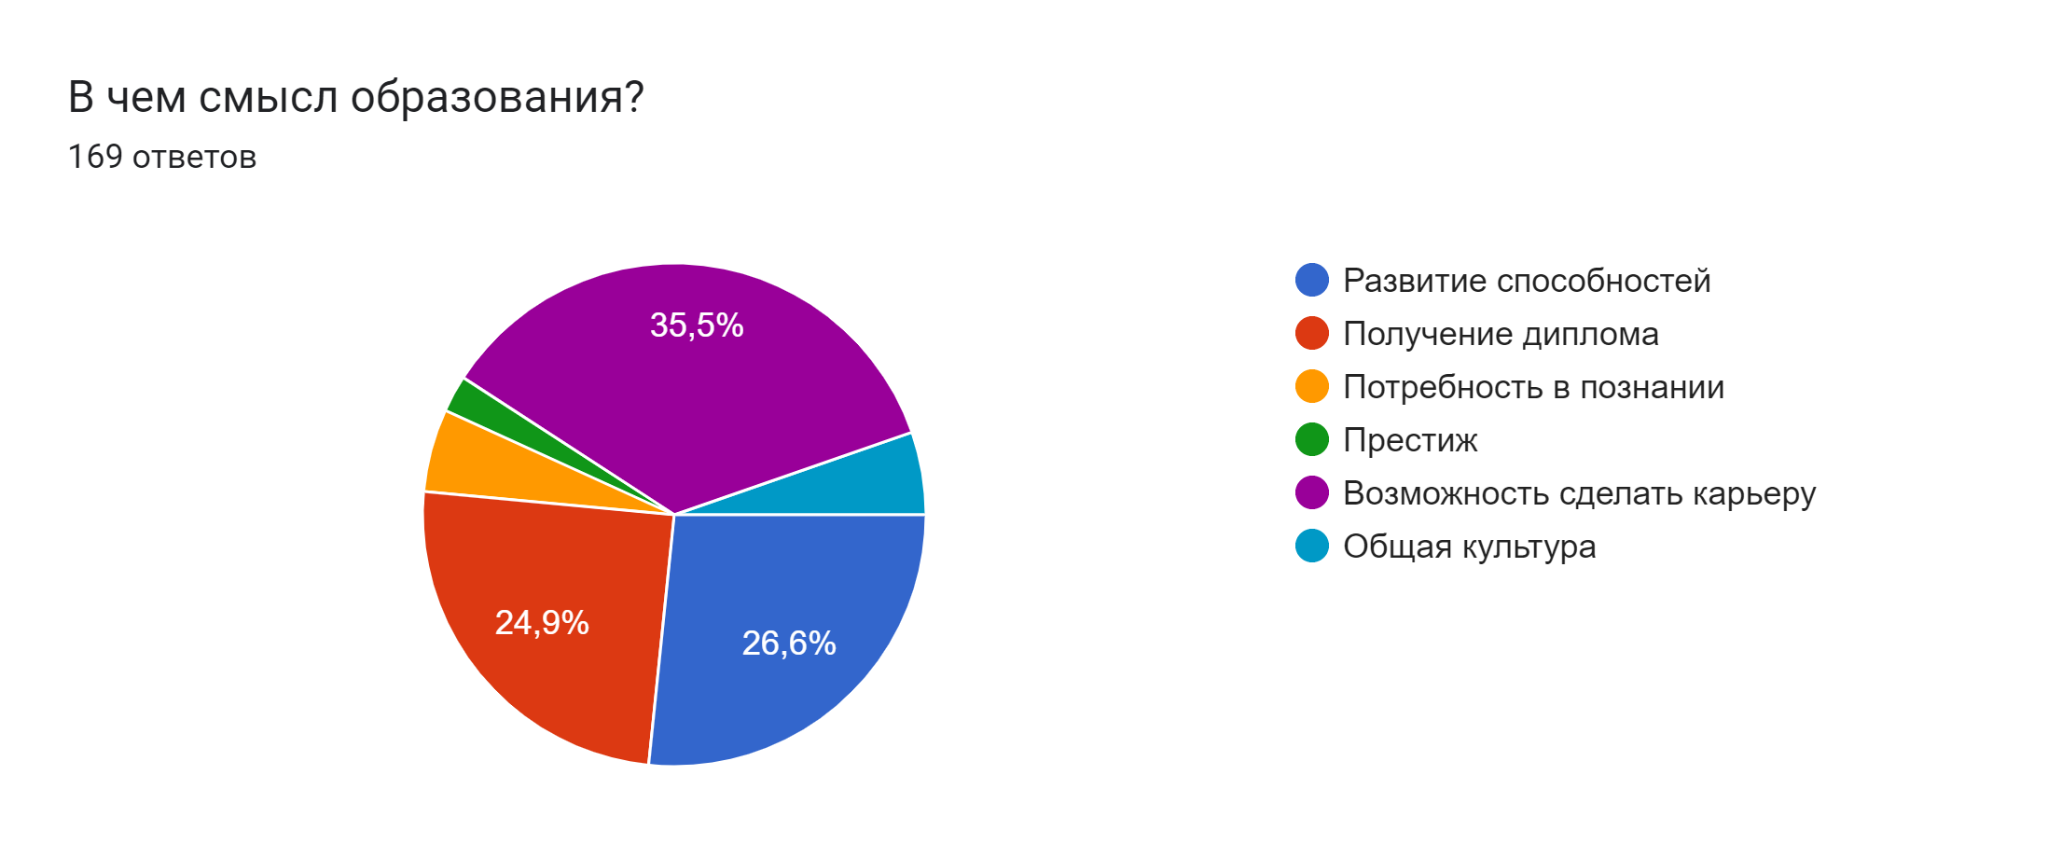 В чем смысл образования?
169 ответов
35,5%
24,9%
26,6%
Развитие способностей
Получение диплома
Потребность в познании
Престиж
Возможность сделать карьеру
Общая культура